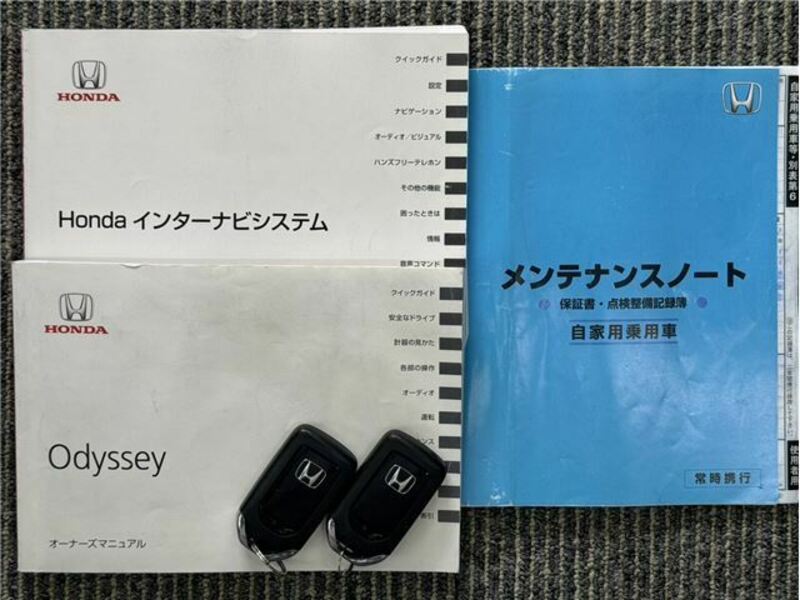 HONDA
Honda インターナビシステム
クイックガイド
設定
ナビゲーション
オーディオ/ビジュアル
ハンズフリーテレホン
その他の機能
困ったときは
情報
音声コマンド
HONDA
Odyssey
オーナーズマニュアル
クイックガイド
安全なドライブ
計器の見かた
各部の操作
オーディオ
運転
索引
メンテナンスノート
保証書・点検整備記録簿
自家用乗用車
常時携行
自家用乗用車等・別表第6
使用者用